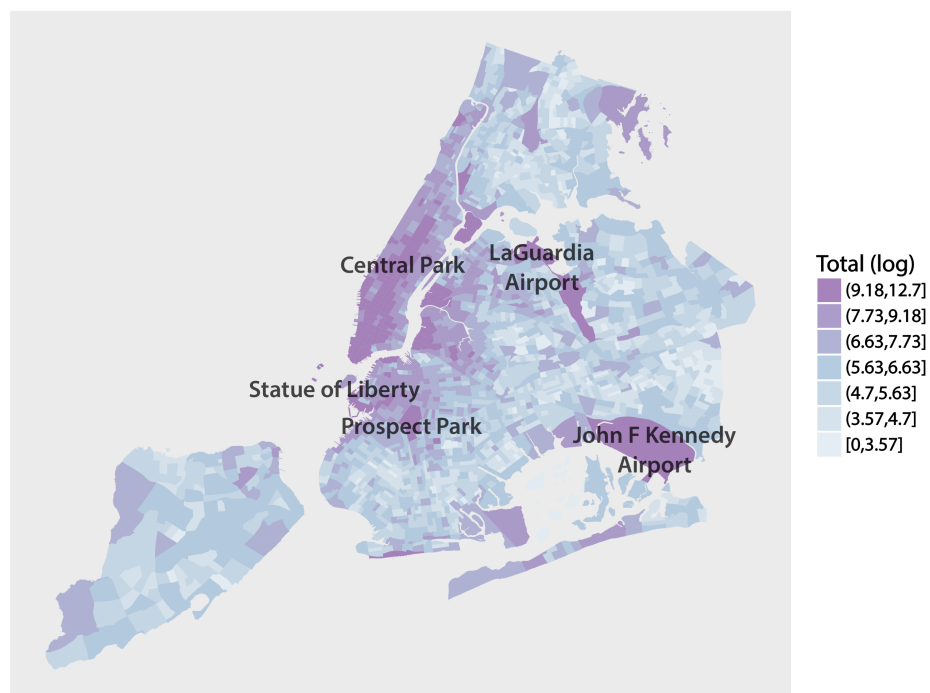 Central Park
LaGuardia
Airport
Statue of Liberty
Prospect Park
John F Kennedy
Airport
Total (log)
(9.18,12.7]
(7.73,9.18]
(6.63,7.73]
(5.63,6.63]
(4.7,5.63]
(3.57,4.7]
[0,3.57]